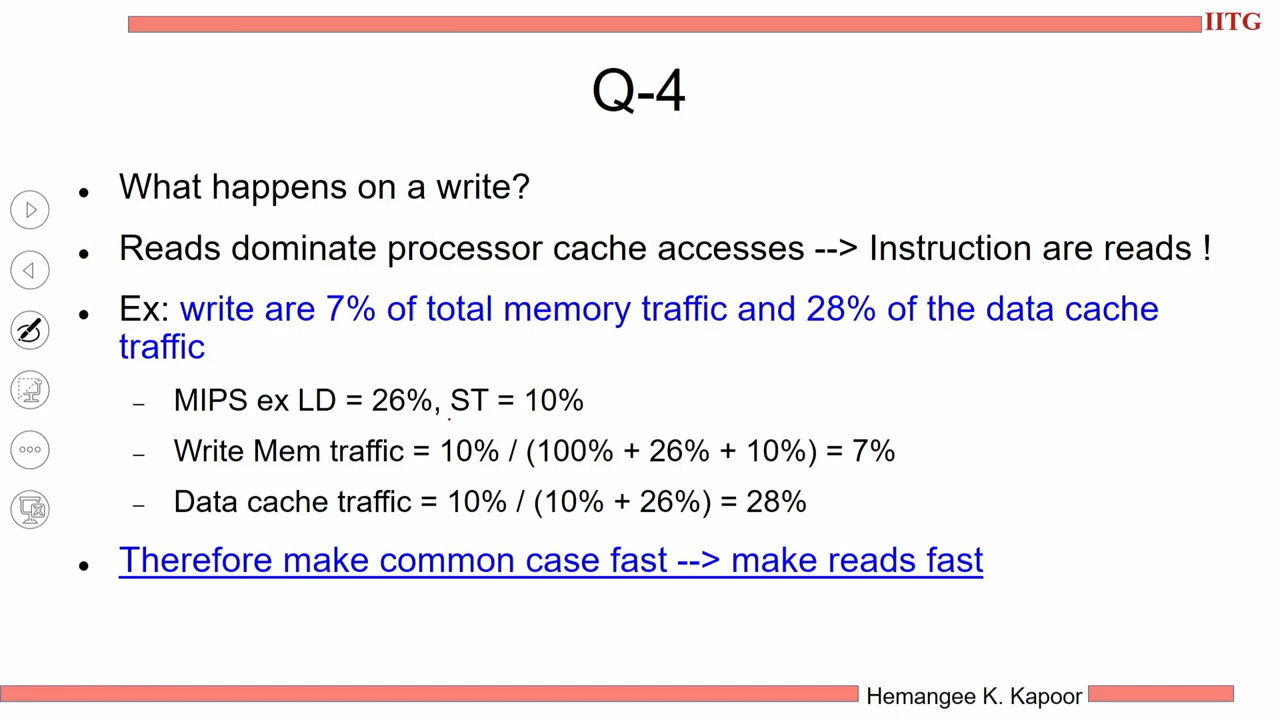 IITG
Q-4
What happens on a write?
Reads dominate processor cache accesses --> Instruction are reads !
Ex: write are 7% of total memory traffic and 28% of the data cache
traffic
– MIPS ex LD = 26%, ST = 10%
– Write Mem traffic = 10% / (100% + 26% + 10%) = 7%
– Data cache traffic = 10% / (10% + 26%) = 28%
Therefore make common case fast --> make reads fast
Hemangee K. Kapoor